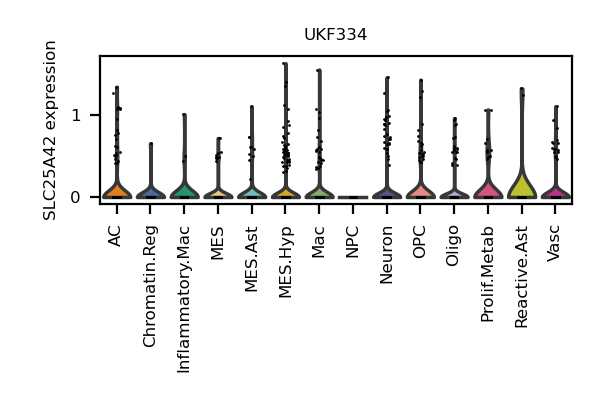 UKF334
SLC25A42 expression
1
0
AC
Chromatin.Reg
Inflammatory.Mac
MES
MES.Ast
MES.Hyp
Mac
NPC
Neuron
OPC
Oligo
Prolif.Metab
Reactive.Ast
Vasc